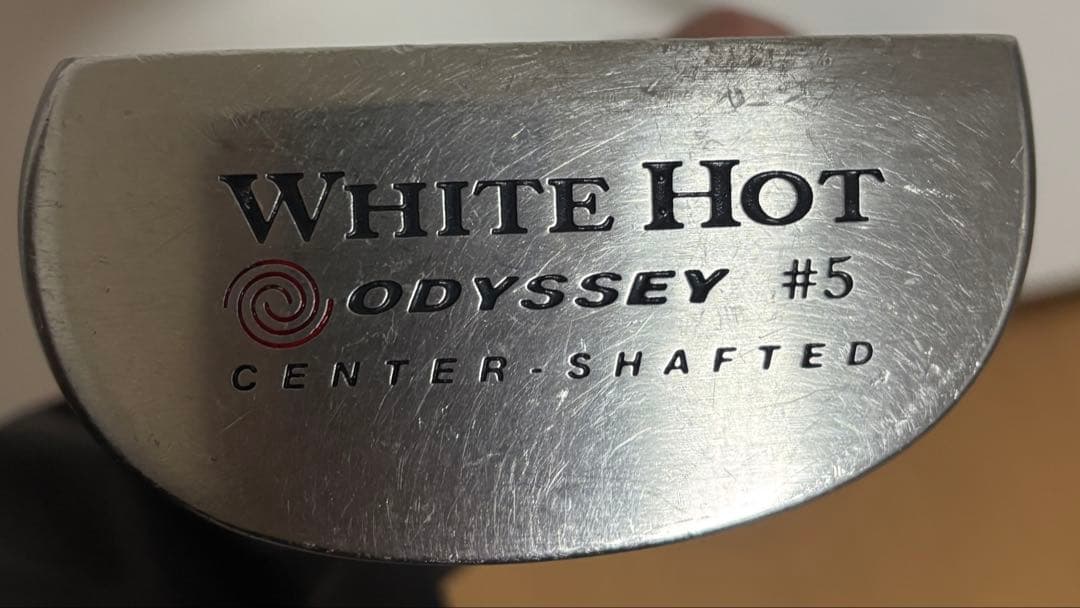 WHITE HOT
ODYSSEY #5
CENTER-SHAFTED